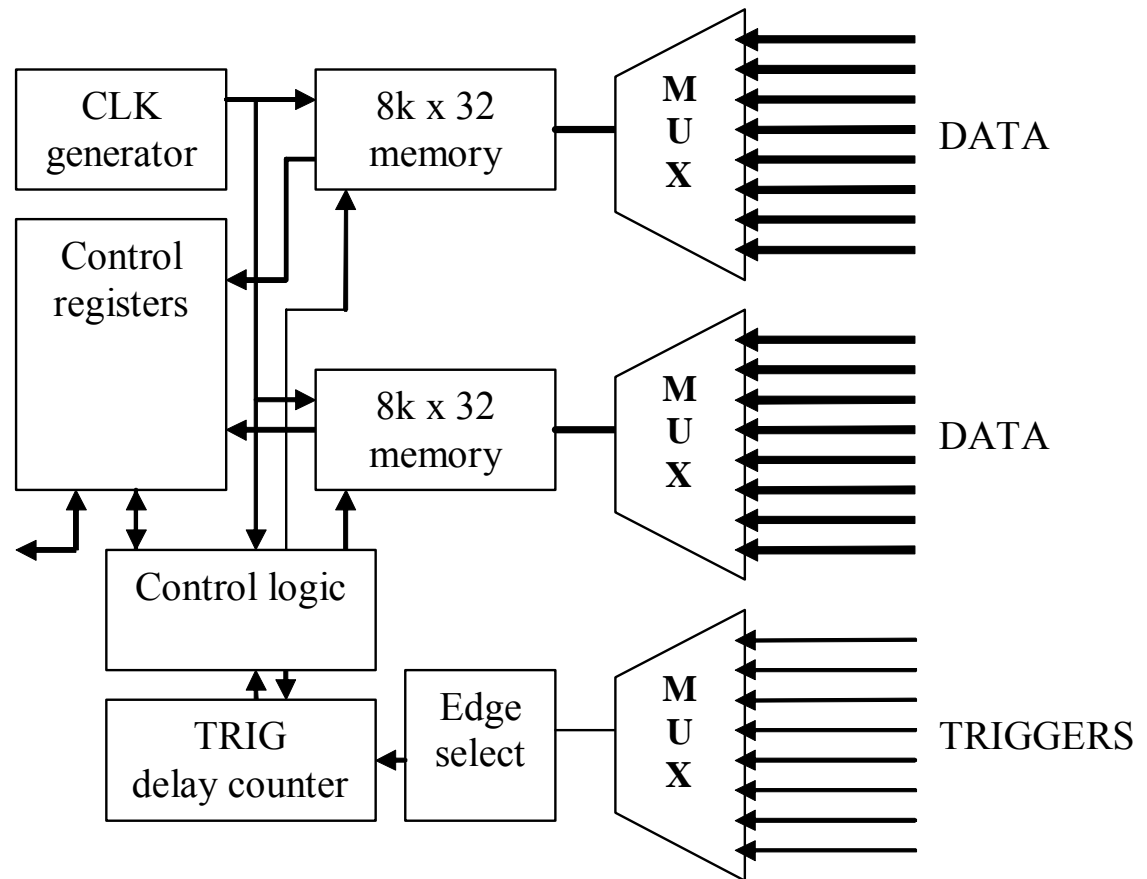 CLK
generator
8k x 32
memory
M
U
X
DATA
Control
registers
8k x 32
memory
M
U
X
DATA
Control logic
TRIG
delay counter
Edge
select
M
U
X
TRIGGERS